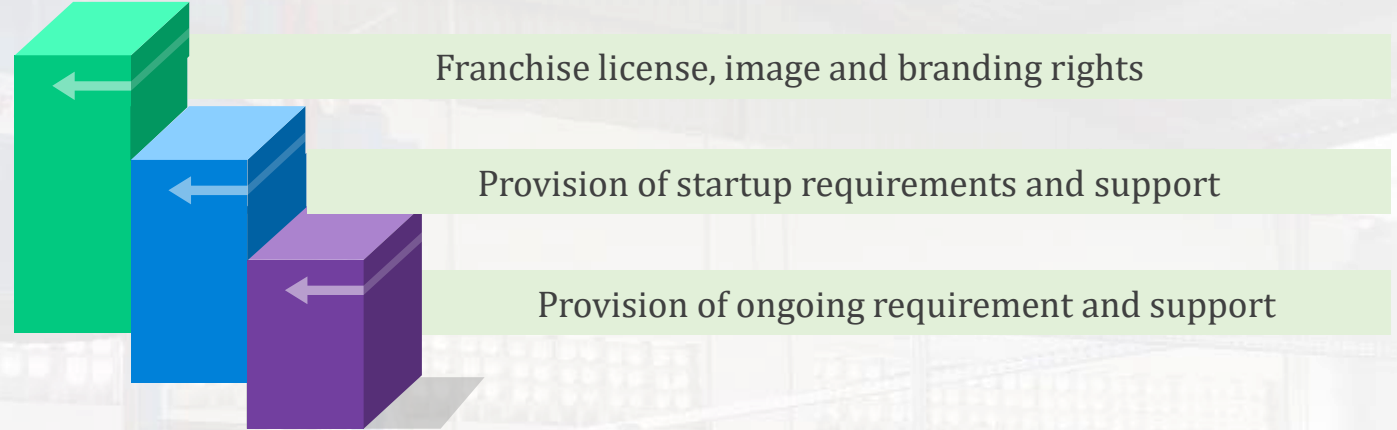 Franchise license, image and branding rights
Provision of startup requirements and support
Provision of ongoing requirement and support